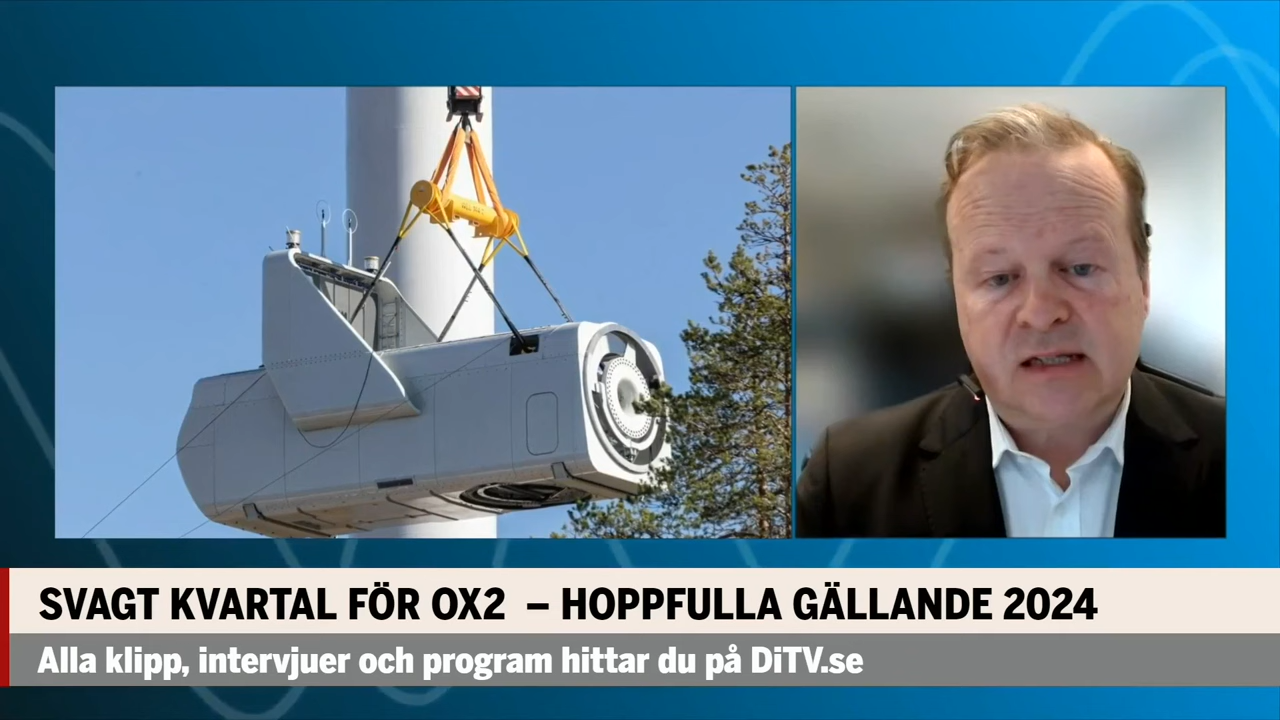 SVAGT KVARTAL FÖR OX2 – HOPPFULLA GÄLLANDE 2024
Alla klipp, intervjuer och program hittar du på DiTV.se